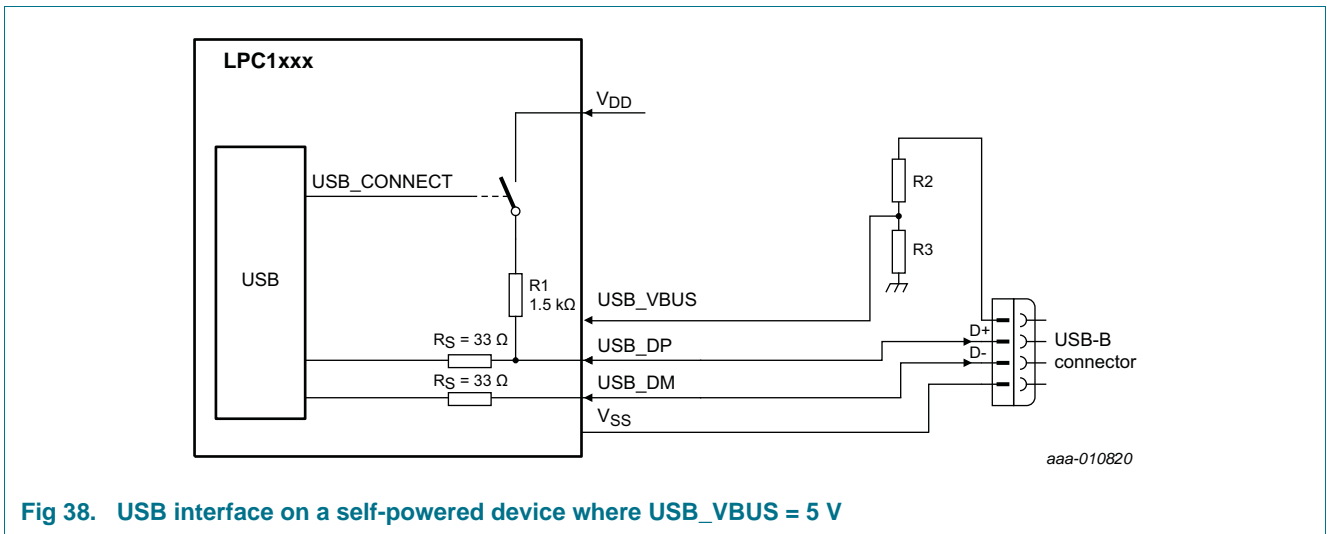 LPC1xxx
VDD
USB_CONNECT
R2
R3
USB
R1
1.5 kΩ
USB_VBUS
RS = 33 Ω
USB_DP
D+
USB-B
connector
D-
RS = 33 Ω
USB_DM
VSS
aaa-010820
Fig 38. USB interface on a self-powered device where USB_VBUS = 5 V